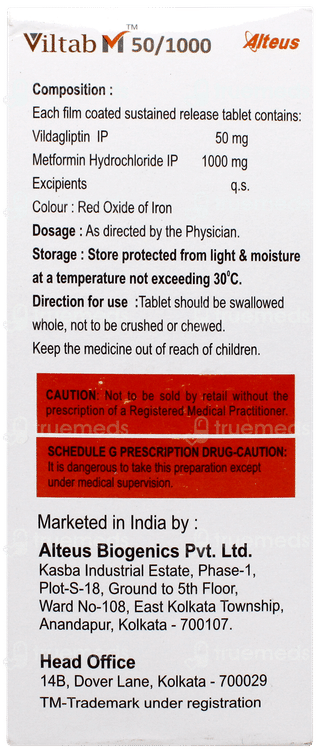 Viltab M™ 50/1000 Alteus
Composition :
Each film coated sustained release tablet contains:
Vildagliptin IP 50 mg
Metformin Hydrochloride IP 1000 mg
Excipients q.s.
Colour : Red Oxide of Iron
Dosage : As directed by the Physician.
Storage : Store protected from light & moisture
at a temperature not exceeding 30°C.
Direction for use :Tablet should be swallowed
whole, not to be crushed or chewed.
Keep the medicine out of reach of children.
CAUTION: Not to be sold by retail without the
prescription of a Registered Medical Practitioner.
SCHEDULE G PRESCRIPTION DRUG-CAUTION:
It is dangerous to take this preparation except
under medical supervision.
Marketed in India by :
Alteus Biogenics Pvt. Ltd.
Kasba Industrial Estate, Phase-1,
Plot-S-18, Ground to 5th Floor,
Ward No-108, East Kolkata Township,
Anandapur, Kolkata - 700107.
Head Office
14B, Dover Lane, Kolkata - 700029
TM-Trademark under registration
truemeds